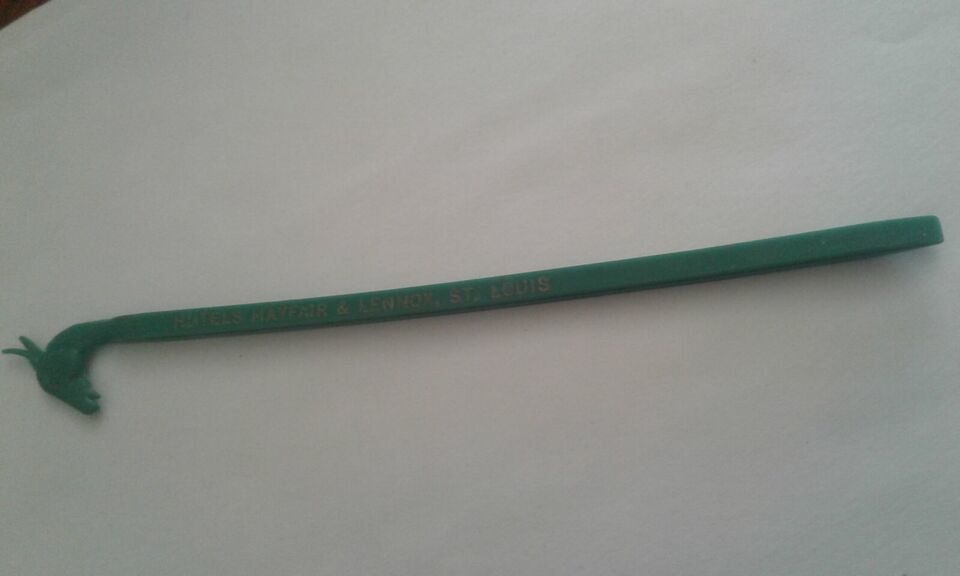 HOTELS MAYFAIR & LENNOX, ST. LOUIS